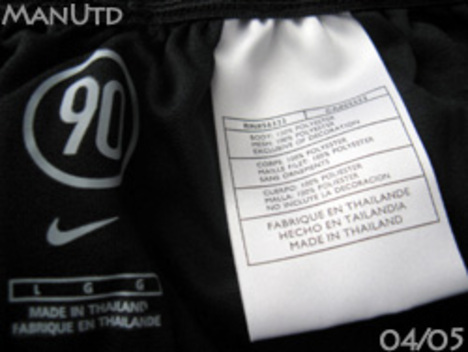 MANUTD
90
L G G
MADE IN THAILAND
FABRIQUE EN THAILANDE
BODY: 100% POLYESTER
MESH: 100% POLYESTER
EXCLUSIVE OF DECORATION
CORPS: 100% POLYESTER
MAILLE FILET: 100% POLYESTER
SANS ORNEMENTS
CUERPO: 100% POLYESTER
MALLA: 100% POLYESTER
NO INCLUYE LA DECORACION
FABRIQUE EN THAILANDE
HECHO EN TAILANDIA
MADE IN THAILAND
04/05